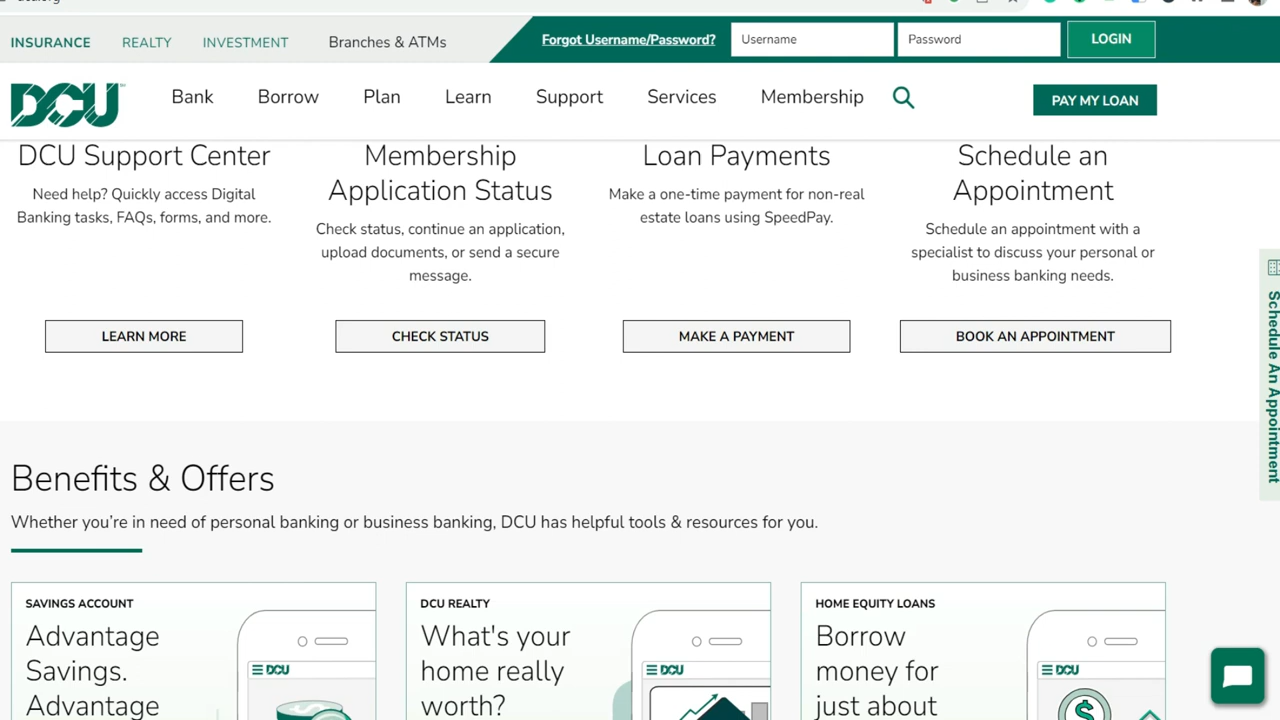 INSURANCE REALTY INVESTMENT Branches & ATMs Forgot Username/Password? Username Password LOGIN
DCU Bank Borrow Plan Learn Support Services Membership PAY MY LOAN
DCU Support Center
Need help? Quickly access Digital
Banking tasks, FAQs, forms, and more.
LEARN MORE
Membership
Application Status
Check status, continue an application,
upload documents, or send a secure
message.
CHECK STATUS
Loan Payments
Make a one-time payment for non-real
estate loans using SpeedPay.
MAKE A PAYMENT
Schedule an
Appointment
Schedule an appointment with a
specialist to discuss your personal or
business banking needs.
BOOK AN APPOINTMENT
Schedule An Appointment
Benefits & Offers
Whether you're in need of personal banking or business banking, DCU has helpful tools & resources for you.
SAVINGS ACCOUNT
Advantage
Savings.
Advantage
DCU
DCU REALTY
What's your
home really
worth?
DCU
HOME EQUITY LOANS
Borrow
money for
just about
DCU
$